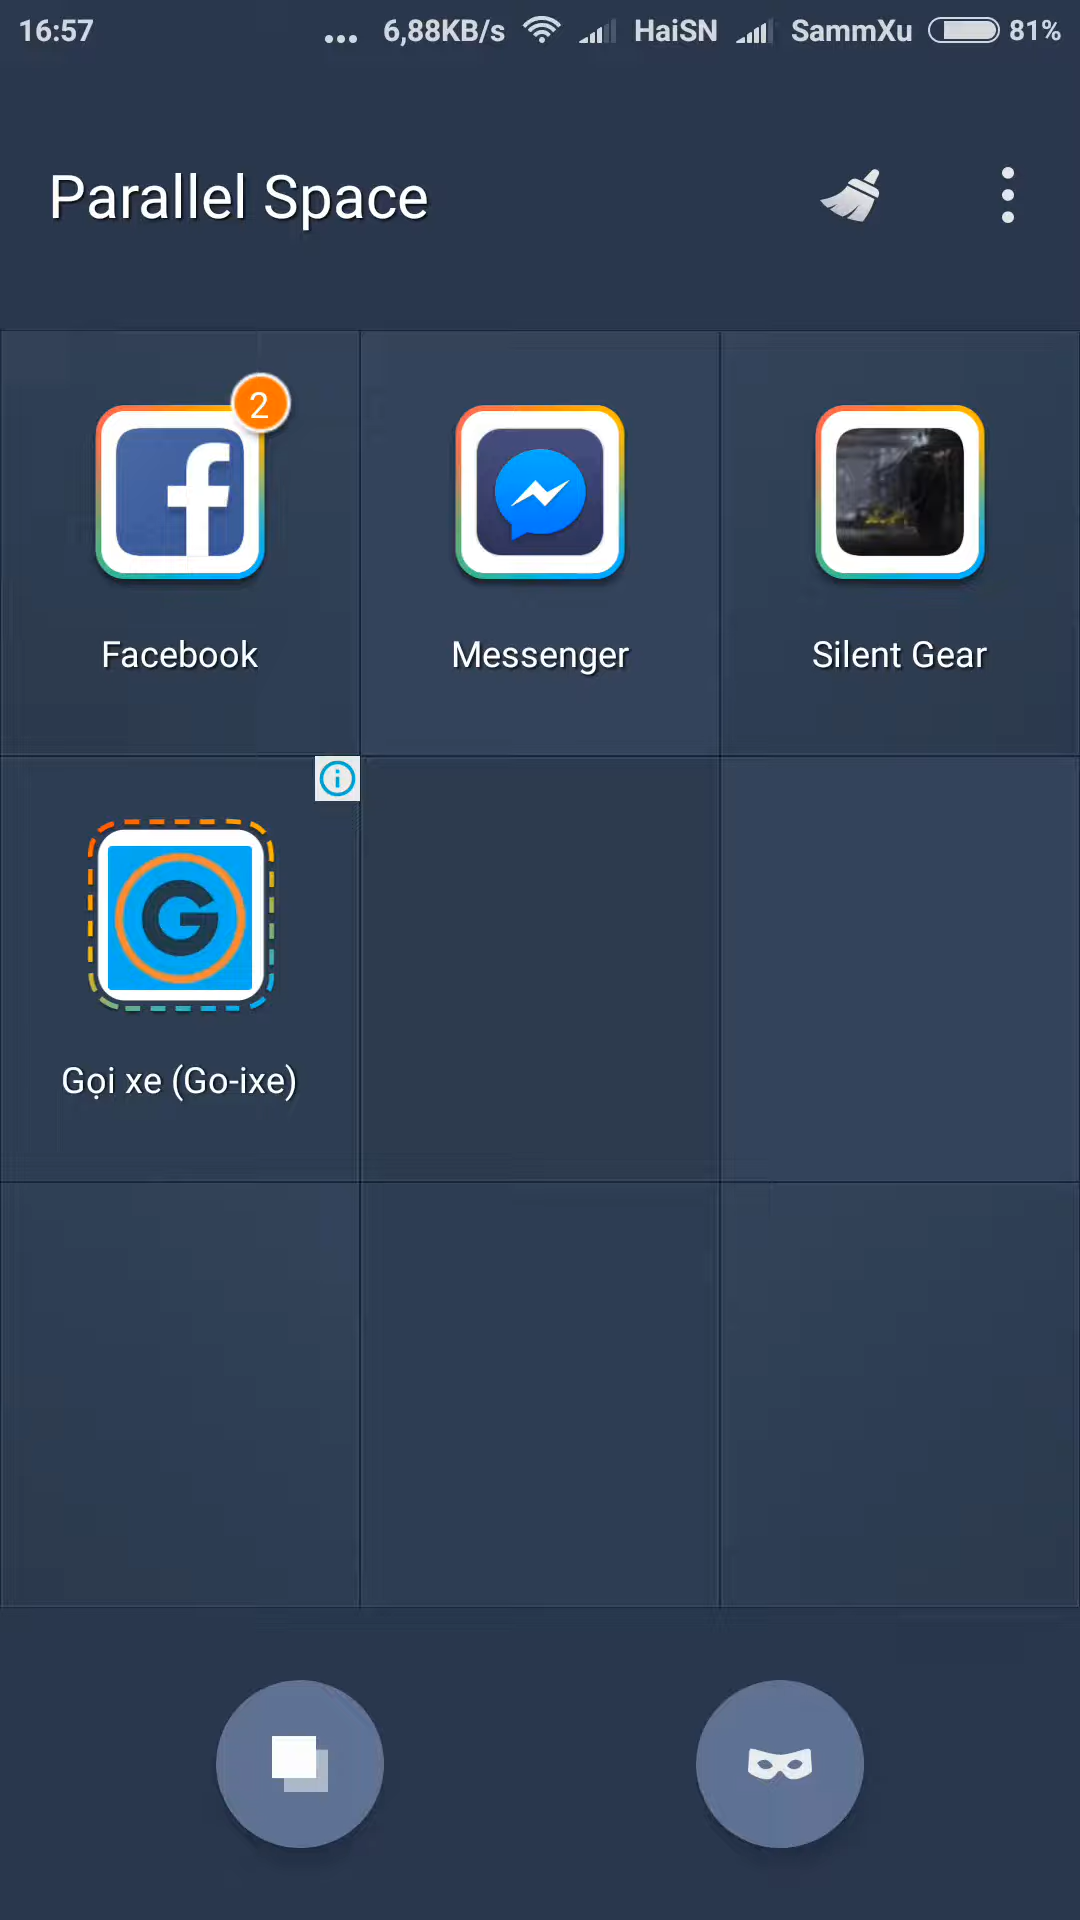 16:57 ... 6,88KB/s HaiSN SammXu 81%
Parallel Space
2
Facebook Messenger Silent Gear
Gọi xe (Go-ixe)